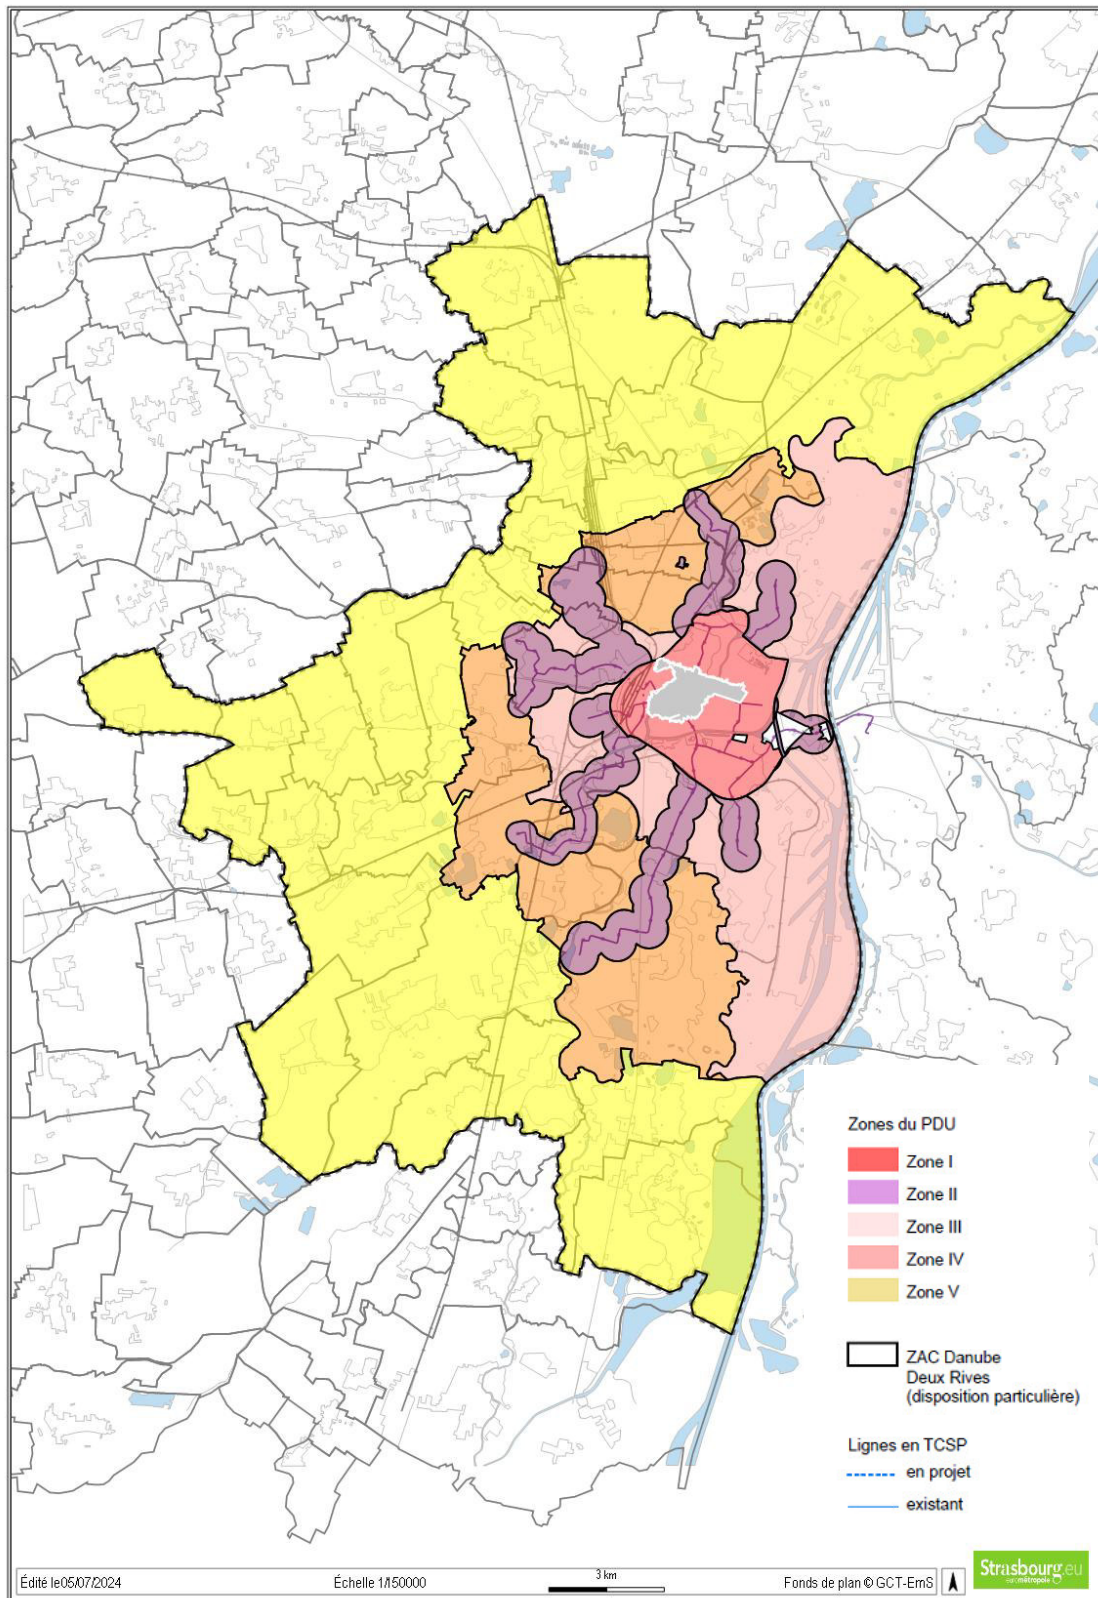 Zones du PDU
Zone I
Zone II
Zone III
Zone IV
Zone V
ZAC Danube
Deux Rives
(disposition particulière)
Lignes en TCSP
en projet
existant
Édité le05/07/2024
Échelle 1/150000
3 km
Fonds de plan © GCT-EmS
Strasbourg.eu
eurométropole